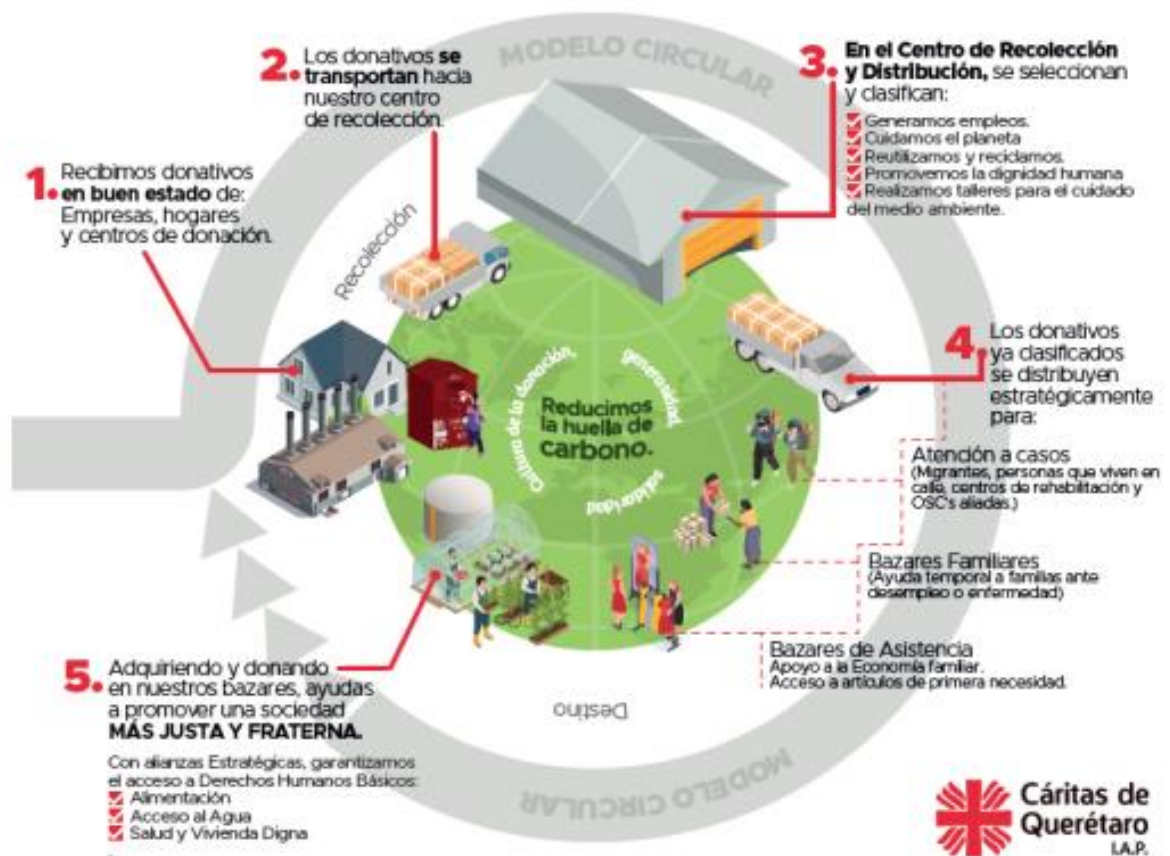 MODELO CIRCULAR
1. Recibimos donativos
en buen estado de:
Empresas, hogares
y centros de donación.
2. Los donativos se
transportan hacia
nuestro centro
de recolección.
3. En el Centro de Recolección
y Distribución, se seleccionan
y clasifican:
Generamos empleos.
Cuidamos el planeta
Reutilizamos y reciclamos.
Promovemos la dignidad humana
Realizamos talleres para el cuidado
del medio ambiente.
Recolección
4. Los donativos
ya clasificados
se distribuyen
estratégicamente
para:
Atención a casos
(Migrantes, personas que viven en
calle, centros de rehabilitación y
OSC's aliadas.)
Bazares Familiares
(Ayuda temporal a familias ante
desempleo o enfermedad)
Bazares de Asistencia
Apoyo a la Economía familiar.
Acceso a artículos de primera necesidad.
Cultura de la donación,
generosidad
solidaridad
Reducimos
la huella de
carbono.
5. Adquiriendo y donando
en nuestros bazares, ayudas
a promover una sociedad
MÁS JUSTA Y FRATERNA.
Con alianzas Estratégicas, garantizamos
el acceso a Derechos Humanos Básicos:
Alimentación
Acceso al Agua
Salud y Vivienda Digna
Destino
MODELO CIRCULAR
Cáritas de
Querétaro
I.A.P.